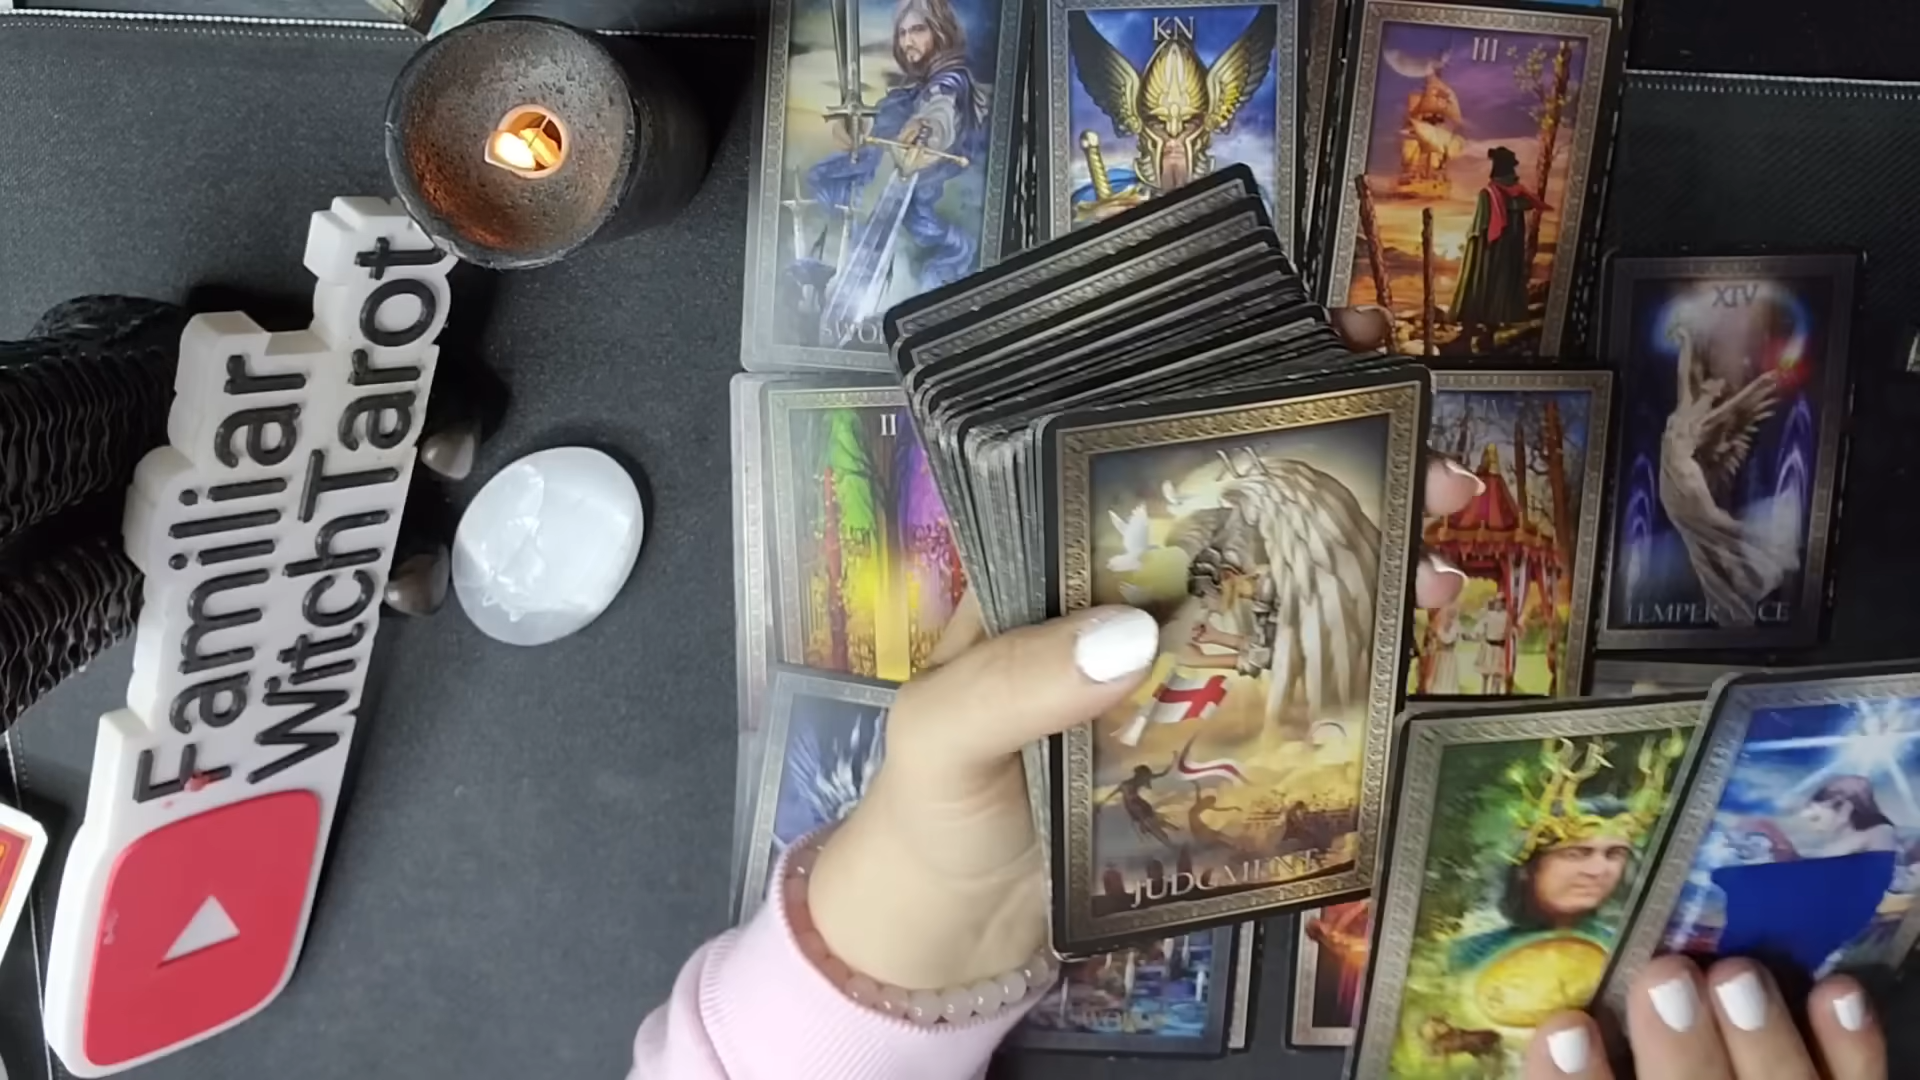 Familiar
WitchTarot
KN
III
XIV
TEMPERANCE
II
JUDGMENT
K